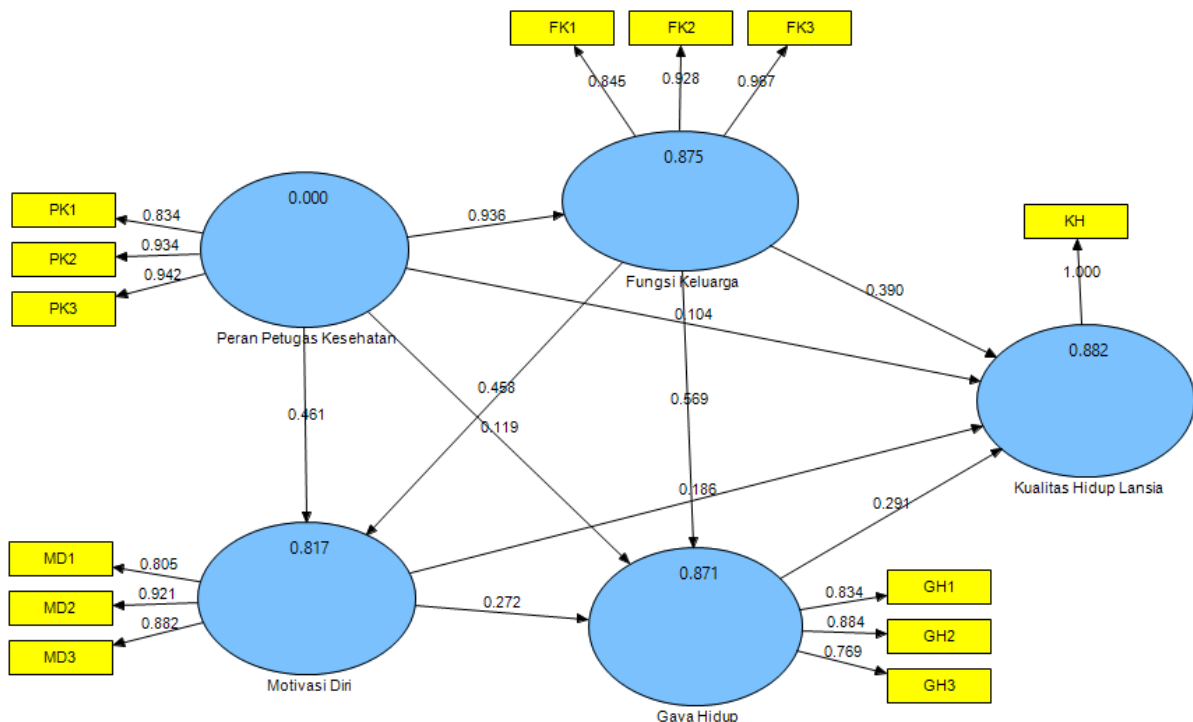 FK1
FK2
FK3
0.845
0.928
0.967
0.875
Fungsi Keluarga
PK1
PK2
PK3
0.834
0.934
0.942
0.000
Peran Petugas Kesehatan
0.936
KH
1.000
0.390
0.104
0.882
Kualitas Hidup Lansia
0.458
0.569
0.461
0.119
0.186
0.291
MD1
MD2
MD3
0.805
0.921
0.882
0.817
Motivasi Diri
0.272
0.871
Gaya Hidup
0.834
0.884
0.769
GH1
GH2
GH3